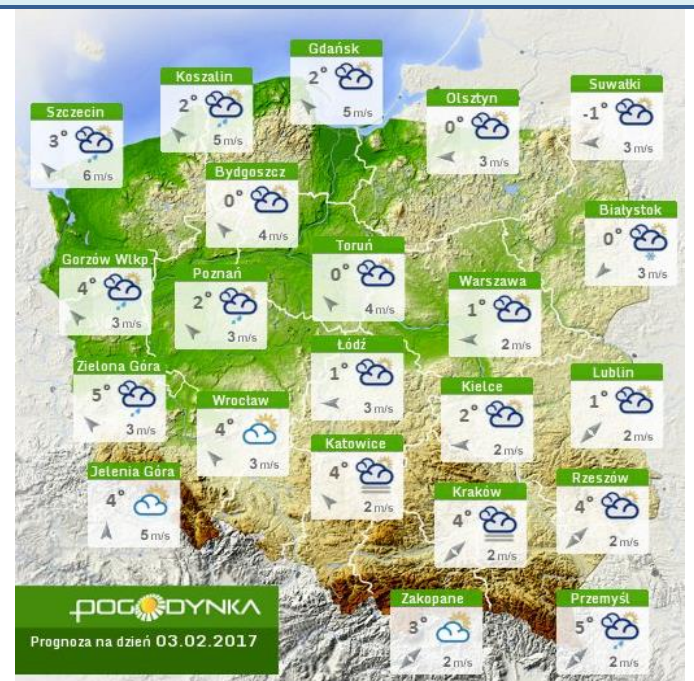 Gdańsk
2°
5 m/s
Koszalin
2°
5 m/s
Suwałki
-1°
3 m/s
Olsztyn
0°
3 m/s
Szczecin
3°
6 m/s
Bydgoszcz
0°
4 m/s
Białystok
0°
3 m/s
Toruń
0°
4 m/s
Gorzów Wlkp.
4°
3 m/s
Poznań
2°
3 m/s
Warszawa
1°
2 m/s
Łódź
1°
3 m/s
Zielona Góra
5°
3 m/s
Lublin
1°
2 m/s
Kielce
2°
2 m/s
Wrocław
4°
3 m/s
Katowice
4°
2 m/s
Jelenia Góra
4°
5 m/s
Rzeszów
4°
2 m/s
Kraków
4°
2 m/s
Zakopane
3°
2 m/s
Przemyśl
5°
2 m/s
POGODYNKA
Prognoza na dzień 03.02.2017